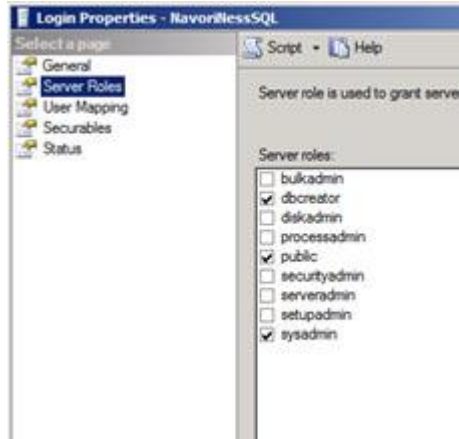 Login Properties - NavoriNessSQL
Select a page
General
Server Roles
User Mapping
Securables
Status
Script
Help
Server role is used to grant serve
Server roles:
bulkadmin
dbcreator
diskadmin
processadmin
public
securityadmin
serveradmin
setupadmin
sysadmin